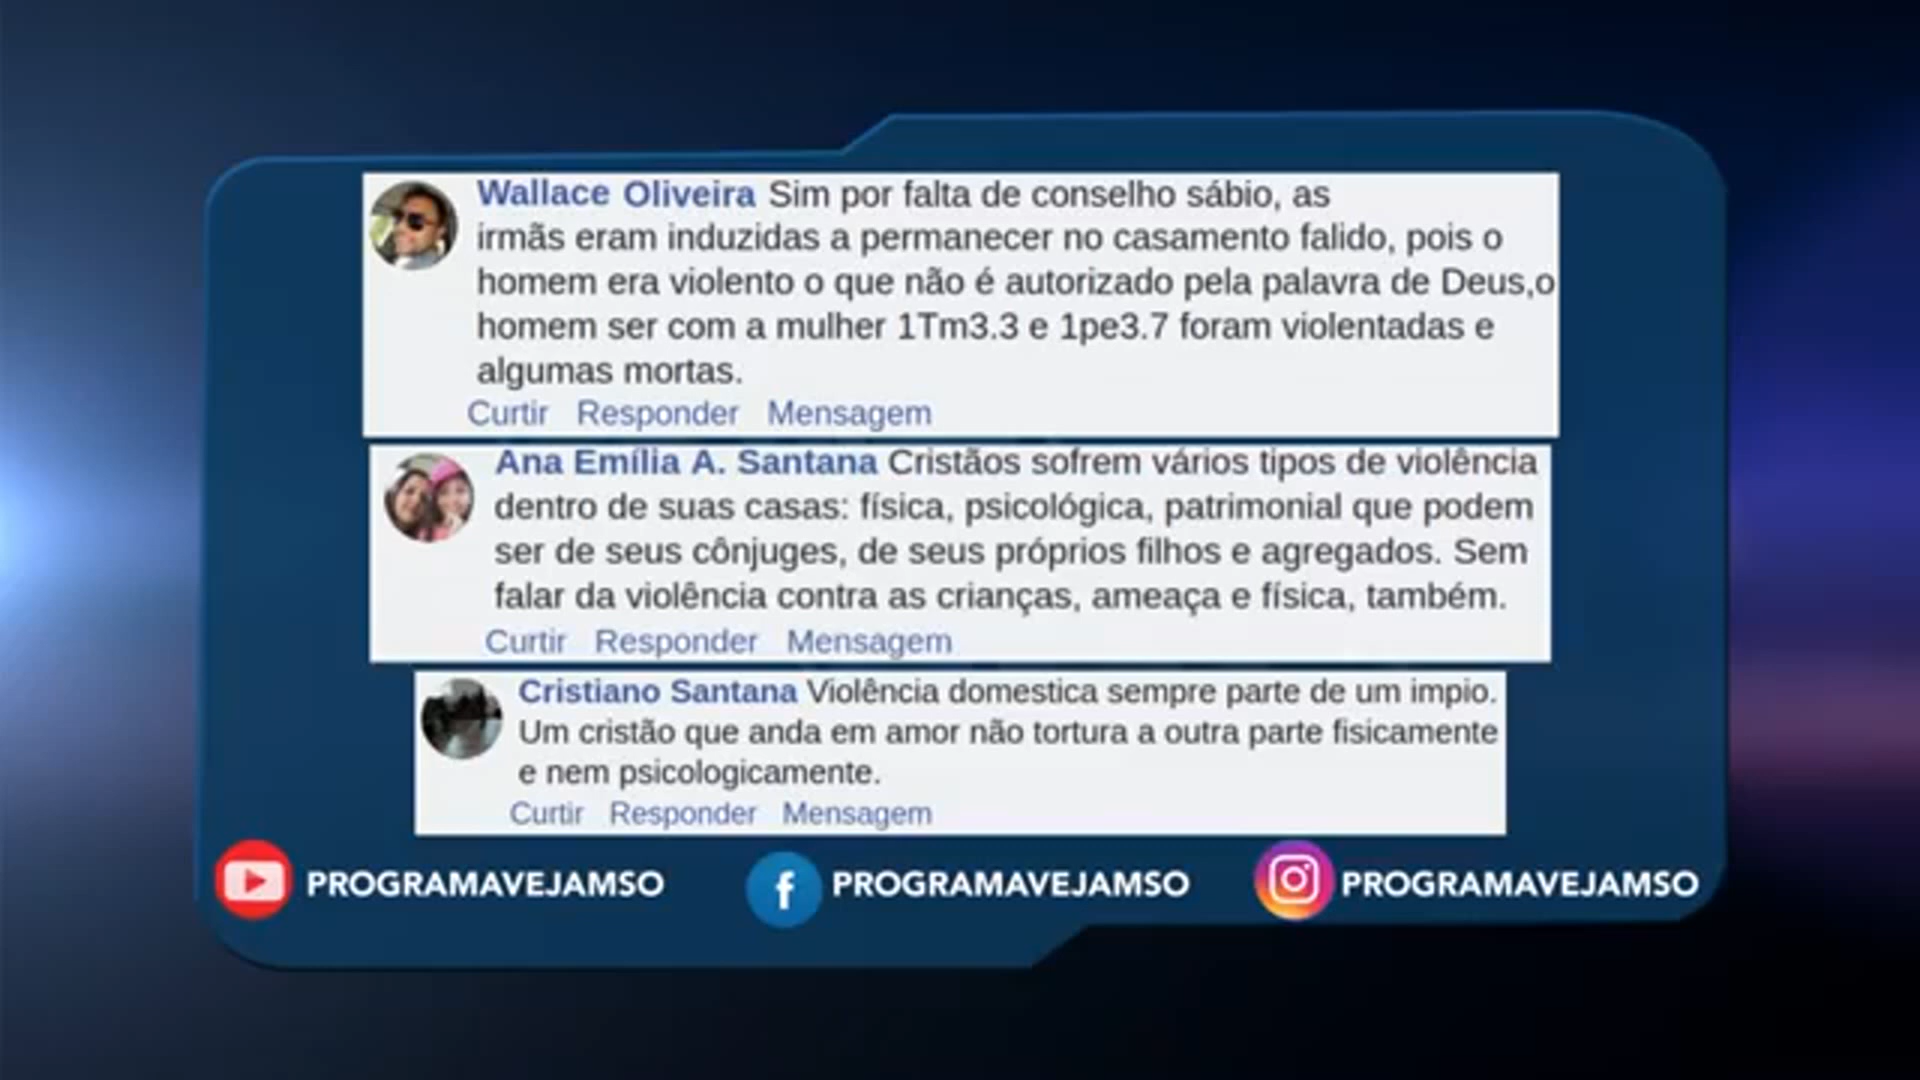 Wallace Oliveira Sim por falta de conselho sábio, as
irmãs eram induzidas a permanecer no casamento falido, pois o
homem era violento o que não é autorizado pela palavra de Deus,o
homem ser com a mulher 1Tm3.3 e 1pe3.7 foram violentadas e
algumas mortas.
Curtir Responder Mensagem
Ana Emília A. Santana Cristãos sofrem vários tipos de violência
dentro de suas casas: física, psicológica, patrimonial que podem
ser de seus cônjuges, de seus próprios filhos e agregados. Sem
falar da violência contra as crianças, ameaça e física, também.
Curtir Responder Mensagem
Cristiano Santana Violência domestica sempre parte de um impio.
Um cristão que anda em amor não tortura a outra parte fisicamente
e nem psicologicamente.
Curtir Responder Mensagem
PROGRAMAVEJAMSO PROGRAMAVEJAMSO PROGRAMAVEJAMSO